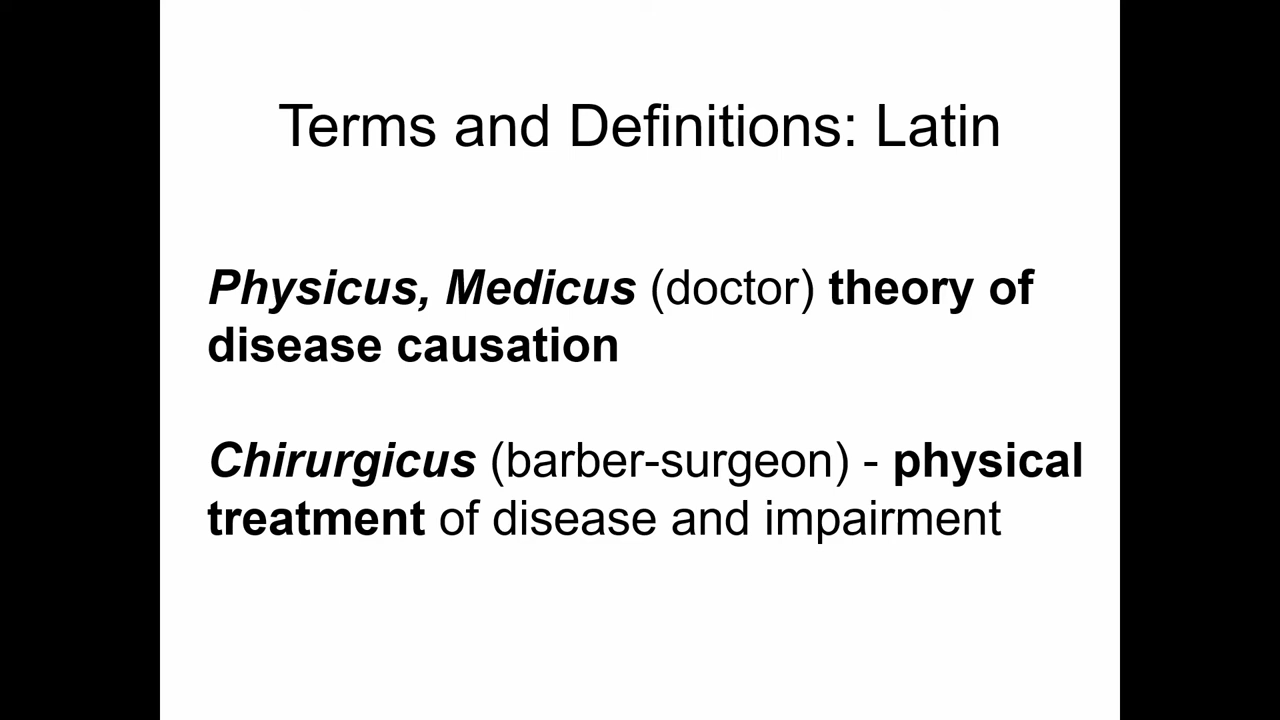 Terms and Definitions: Latin
Physicus, Medicus (doctor) theory of
disease causation
Chirurgicus (barber-surgeon) - physical
treatment of disease and impairment